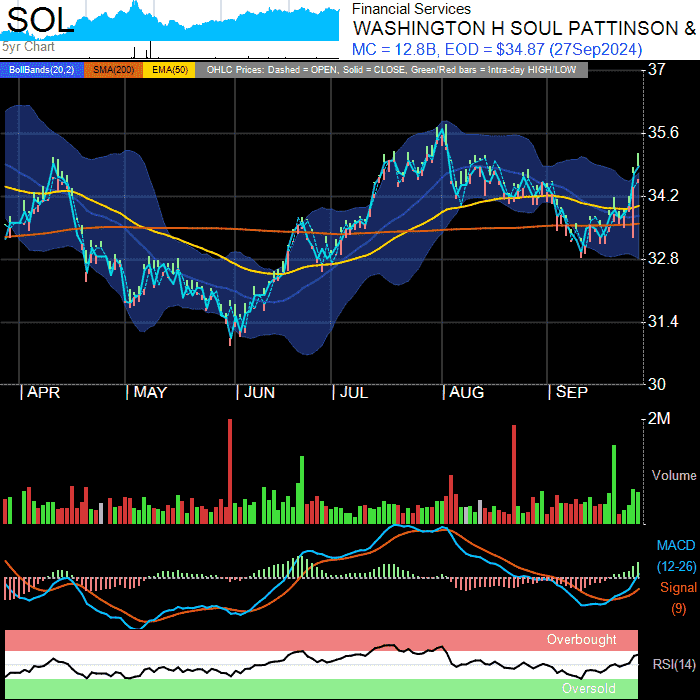 SOL
5yr Chart
Financial Services
WASHINGTON H SOUL PATTINSON &
MC = 12.8B, EOD = $34.87 (27Sep2024)
BollBands(20,2) SMA(200) EMA(50) OHLC Prices: Dashed = OPEN, Solid = CLOSE, Green/Red bars = Intra-day HIGH/LOW
37
35.6
34.2
32.8
31.4
30
APR MAY JUN JUL AUG SEP
2M
Volume
MACD
(12-26)
Signal
(9)
Overbought
RSI(14)
Oversold